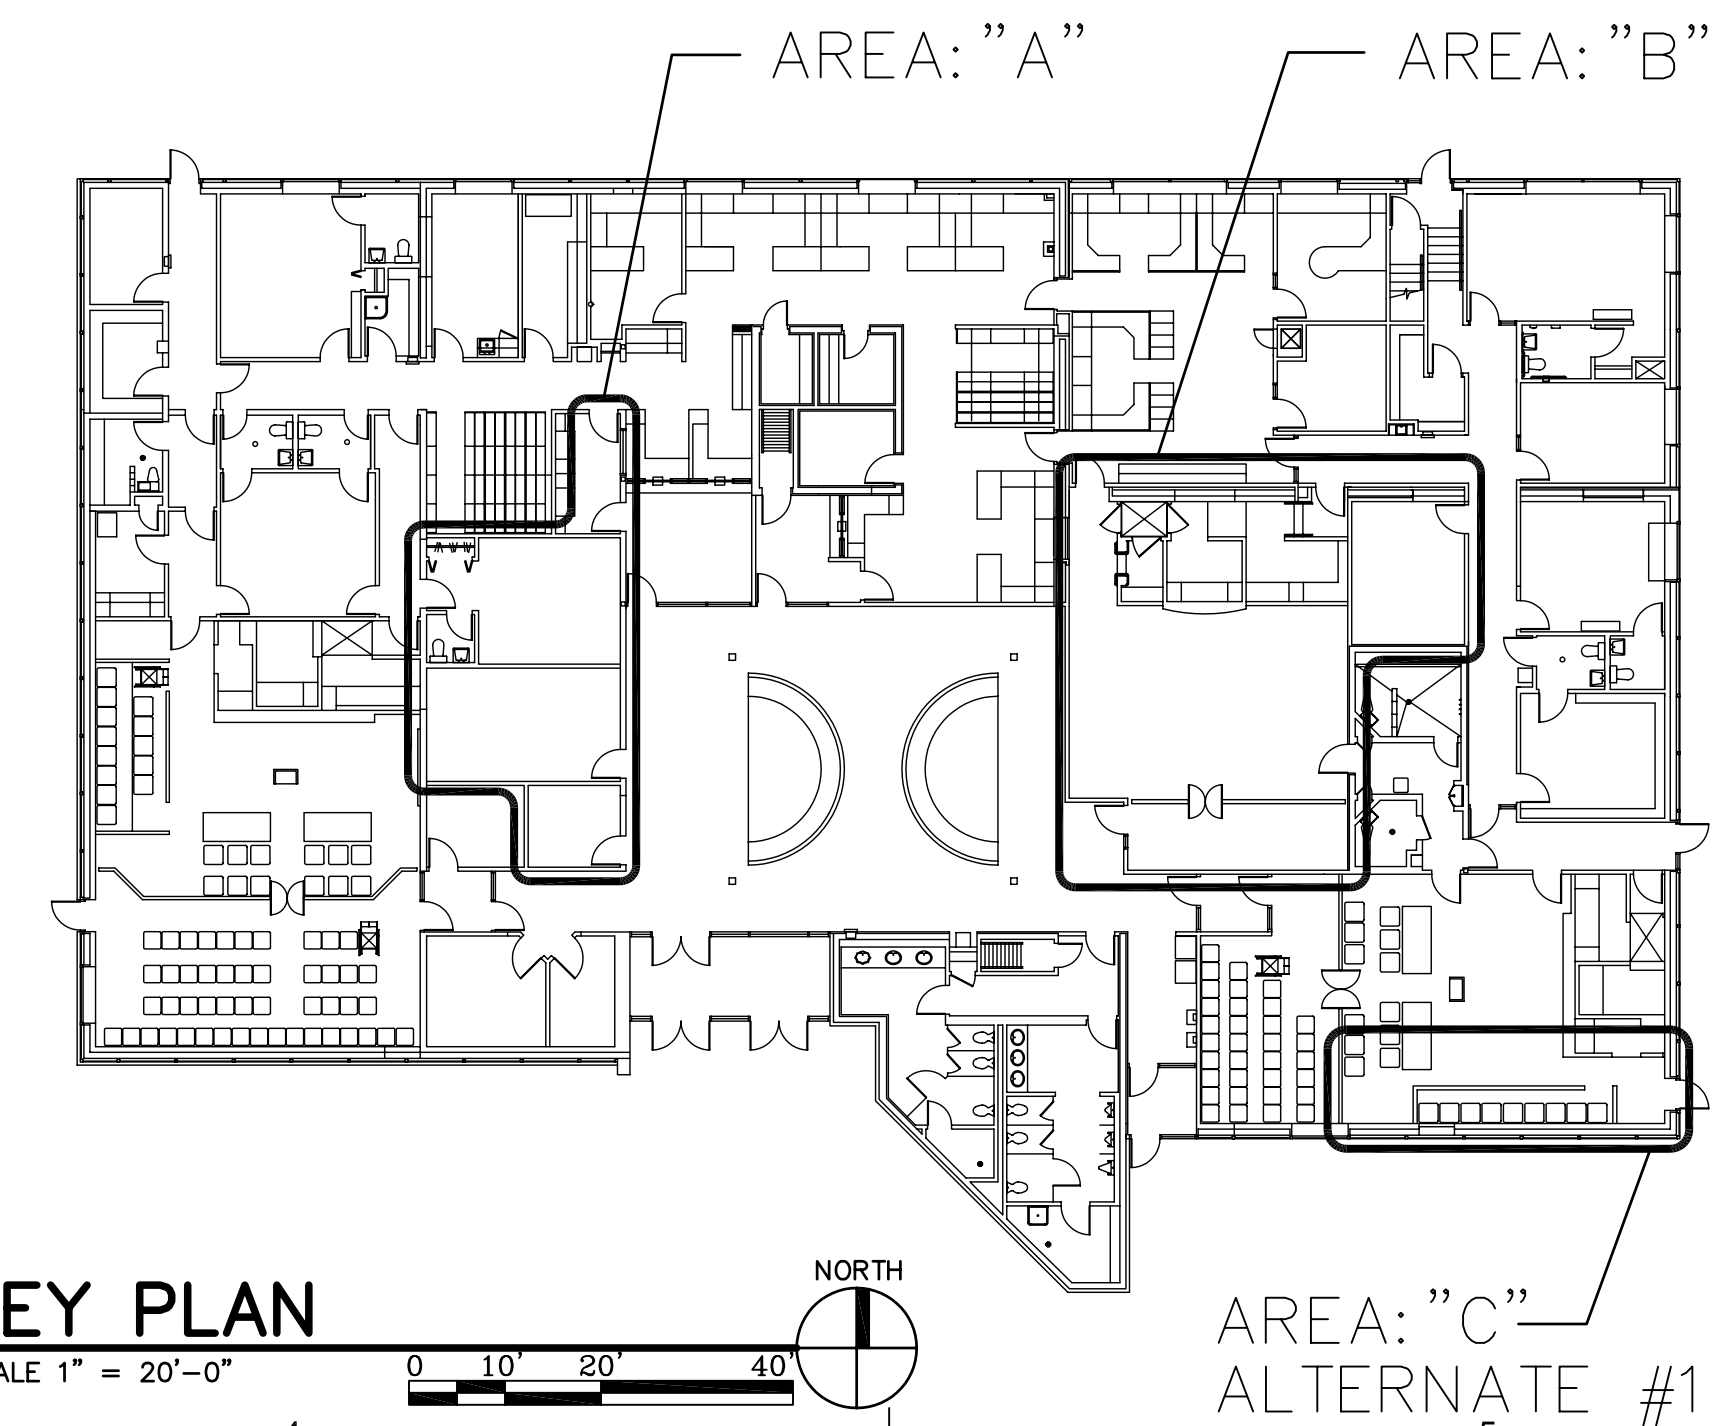 AREA: "A"
AREA: "B"
NORTH
EY PLAN
ALE 1" = 20'-0"
0 10' 20' 40'
AREA: "C"
ALTERNATE #1